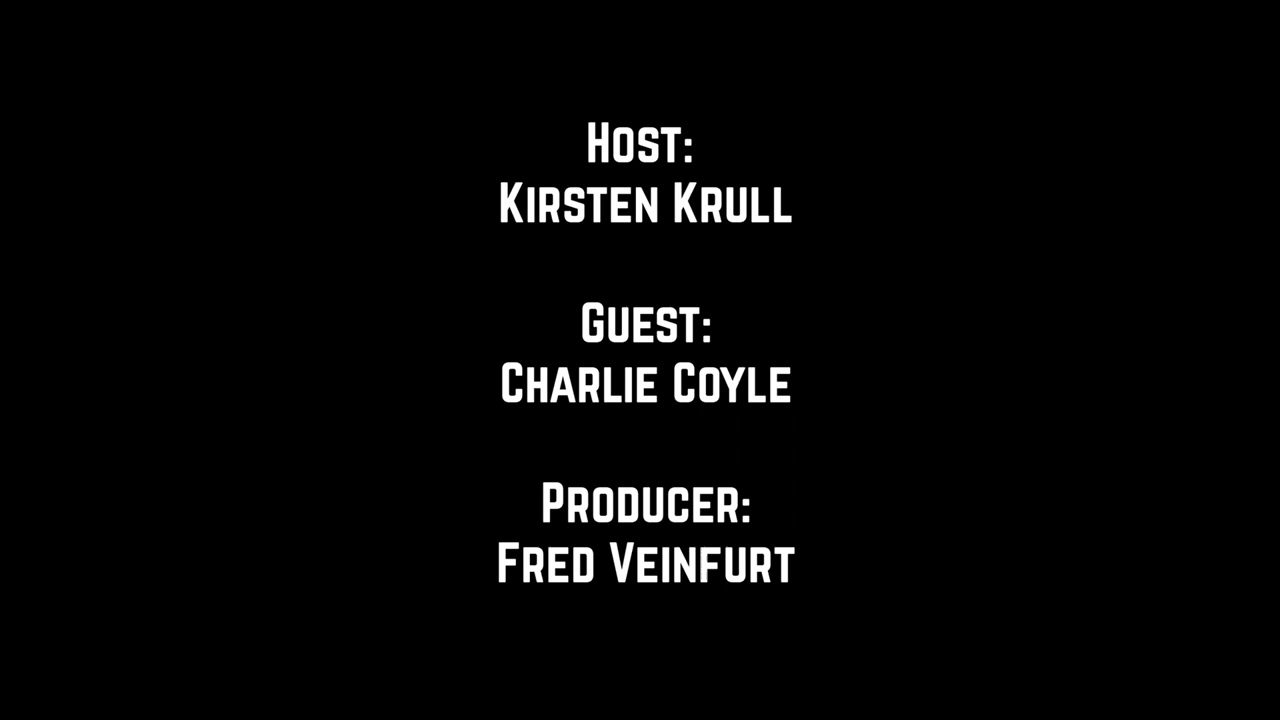 Host:
Kirsten Krull
Guest:
Charlie Coyle
Producer:
Fred Veinfurt